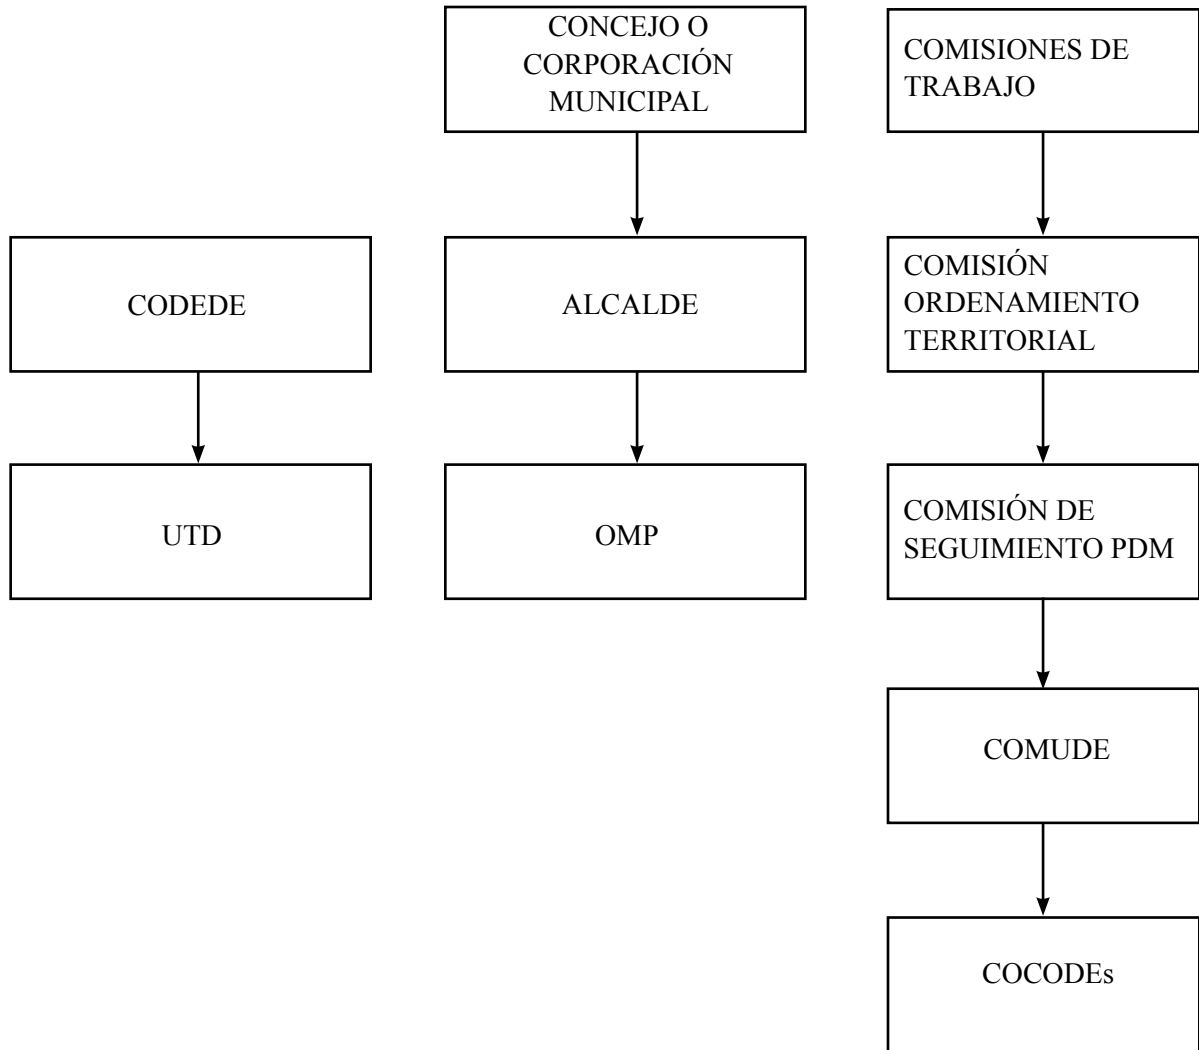 CONCEJO O
CORPORACIÓN
MUNICIPAL
COMISIONES DE
TRABAJO
CODEDE
ALCALDE
COMISIÓN
ORDENAMIENTO
TERRITORIAL
UTD
OMP
COMISIÓN DE
SEGUIMIENTO PDM
COMUDE
COCODEs